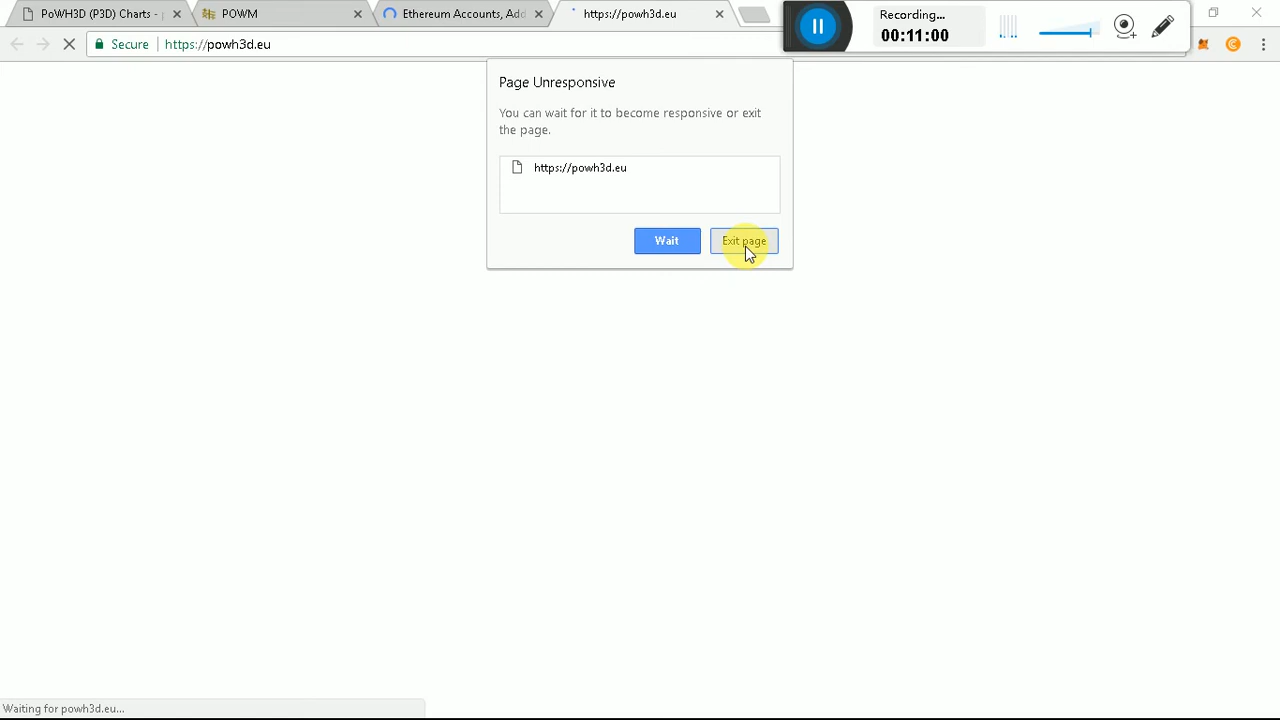 PoWH3D (P3D) Charts -
POWM
Ethereum Accounts, Add
https://powh3d.eu
Recording...
00:11:00
Secure
https://powh3d.eu
Page Unresponsive
You can wait for it to become responsive or exit
the page.
https://powh3d.eu
Wait
Exit page
Waiting for powh3d.eu...